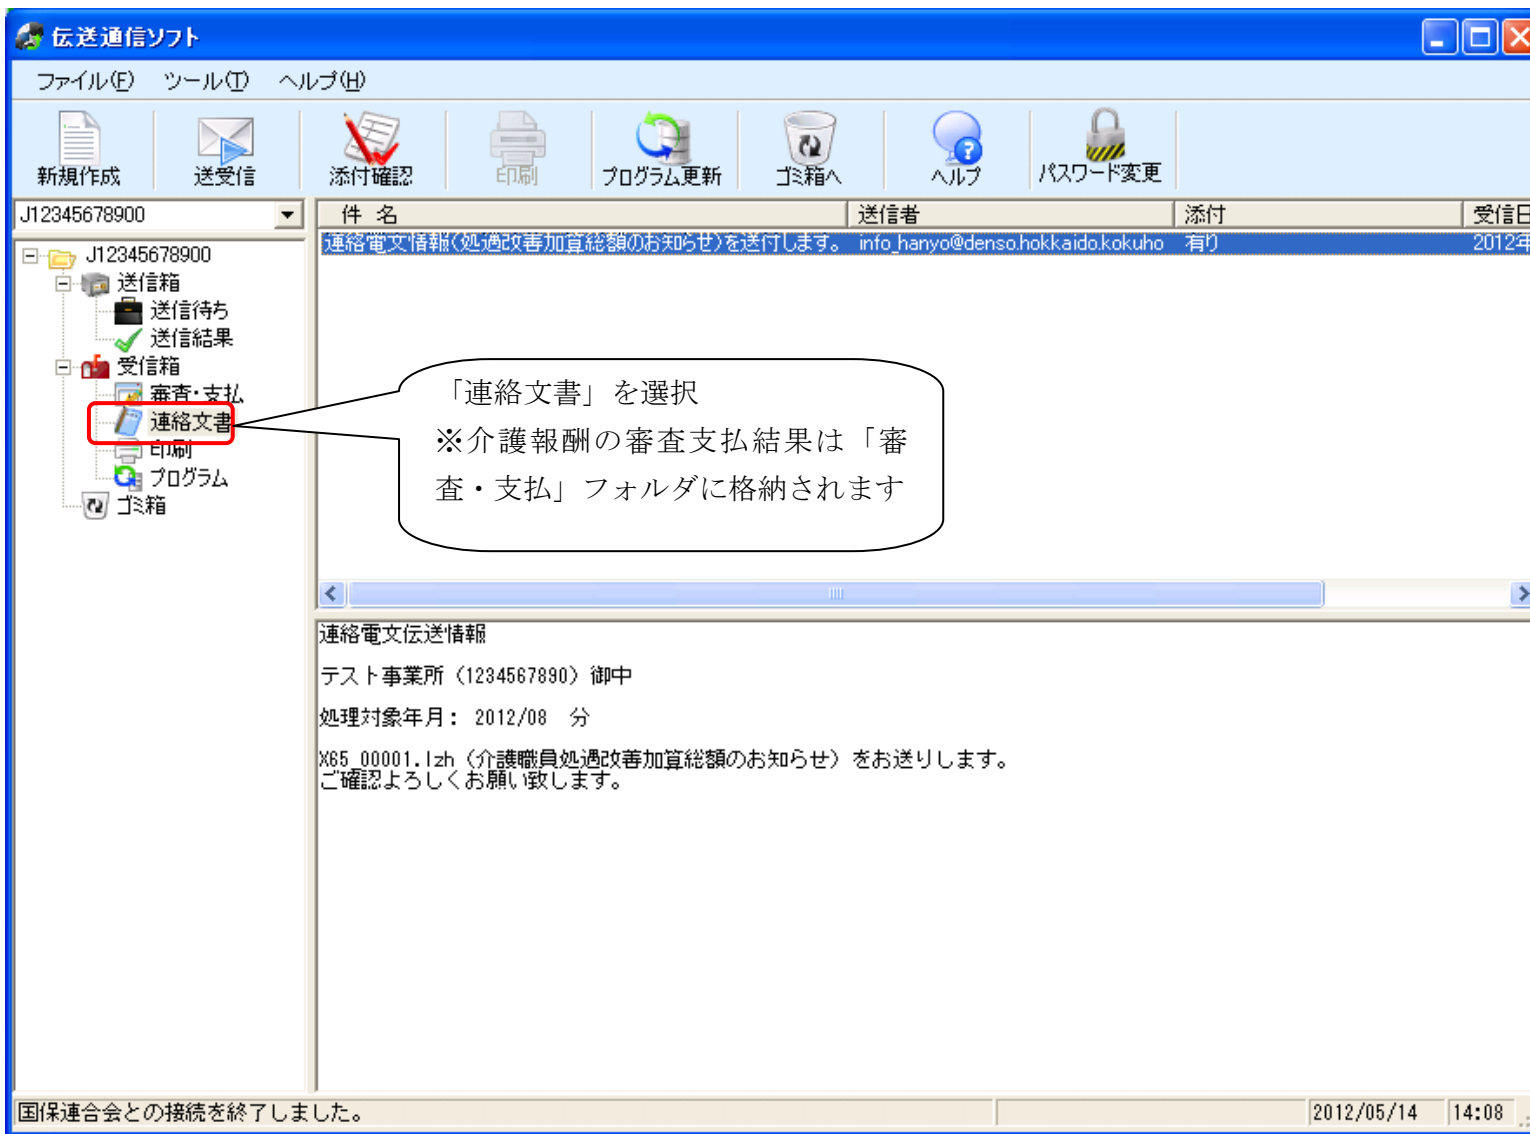 伝送通信ソフト
ファイル(F) ツール(T) ヘルプ(H)
新規作成 送受信 添付確認 印刷 プログラム更新 ゴミ箱へ ヘルプ パスワード変更
J12345678900
件 名 送信者 添付 受信日
連絡電文情報(処遇改善加算総額のお知らせ)を送付します。 info_hanyo@denso.hokkaido.kokuho 有り 2012年
J12345678900
送信箱
送信待ち
送信結果
受信箱
審査・支払
連絡文書
印刷
プログラム
ゴミ箱
「連絡文書」を選択
※介護報酬の審査支払結果は「審
査・支払」フォルダに格納されます
連絡電文伝送情報
テスト事業所（1234567890）御中
処理対象年月： 2012/08 分
X65_00001.lzh（介護職員処遇改善加算総額のお知らせ）をお送りします。
ご確認よろしくお願い致します。
国保連合会との接続を終了しました。 2012/05/14 14:08